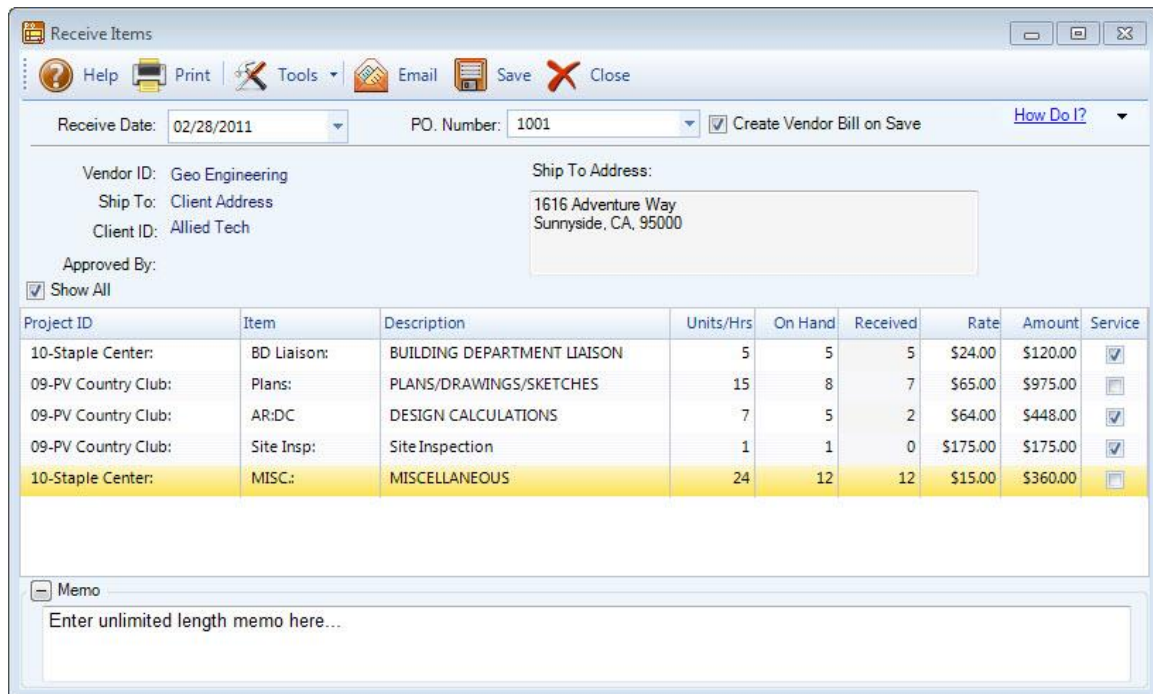 Receive Items
Help Print Tools Email Save Close
Receive Date: 02/28/2011 PO. Number: 1001 Create Vendor Bill on Save How Do I?
Vendor ID: Geo Engineering Ship To Address:
Ship To: Client Address 1616 Adventure Way
Client ID: Allied Tech Sunnyside, CA, 95000
Approved By:
Show All
Project ID Item Description Units/Hrs On Hand Received Rate Amount Service
10-Staple Center: BD Liaison: BUILDING DEPARTMENT LIAISON 5 5 5 $24.00 $120.00
09-PV Country Club: Plans: PLANS/DRAWINGS/SKETCHES 15 8 7 $65.00 $975.00
09-PV Country Club: AR:DC DESIGN CALCULATIONS 7 5 2 $64.00 $448.00
09-PV Country Club: Site Insp: Site Inspection 1 1 0 $175.00 $175.00
10-Staple Center: MISC.: MISCELLANEOUS 24 12 12 $15.00 $360.00
Memo
Enter unlimited length memo here...